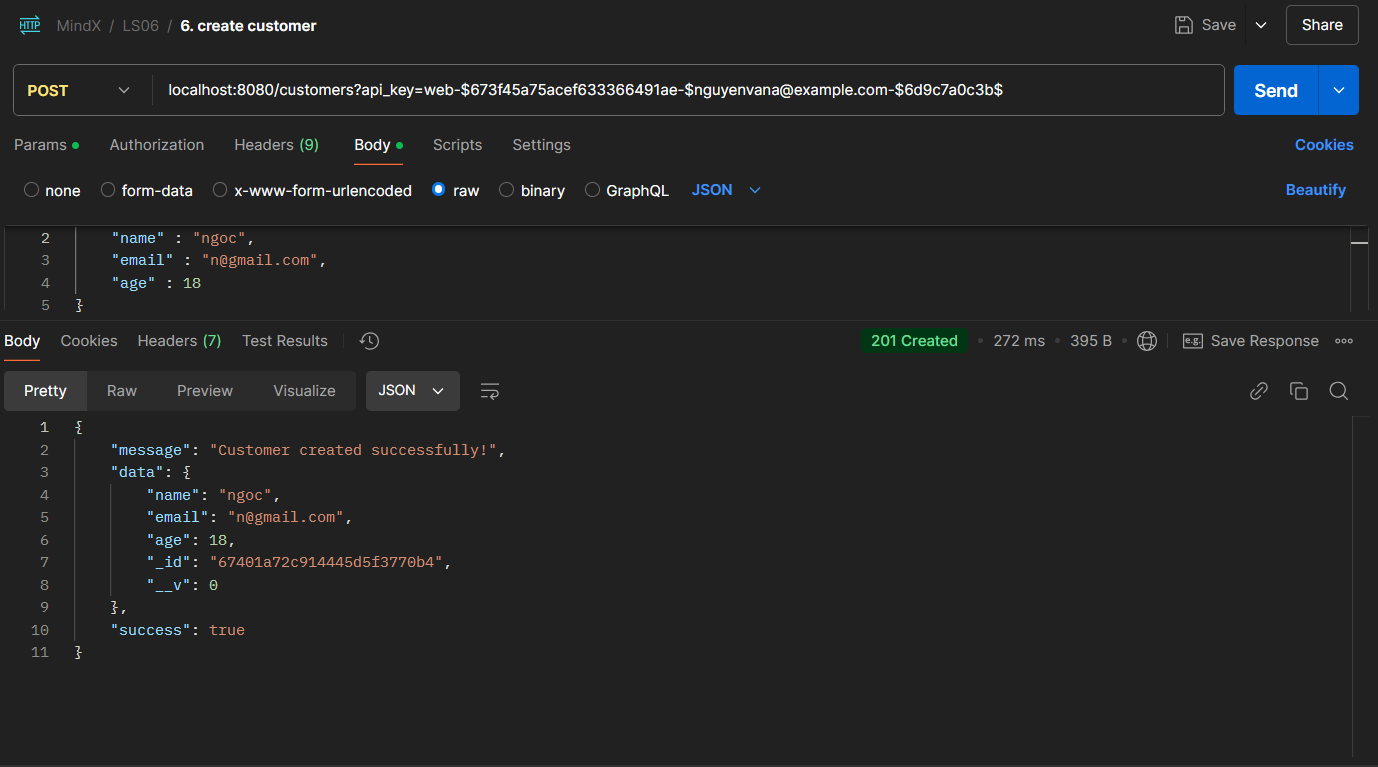 HTTP MindX / LS06 / 6. create customer Save Share
POST localhost:8080/customers?api_key=web-$673f45a75acef633366491ae-$nguyenvana@example.com-$6d9c7a0c3b$ Send
Params Authorization Headers (9) Body Scripts Settings Cookies
none form-data x-www-form-urlencoded raw binary GraphQL JSON Beautify
2 "name" : "ngoc",
3 "email" : "n@gmail.com",
4 "age" : 18
5 }
Body Cookies Headers (7) Test Results 201 Created 272 ms 395 B e.g. Save Response
Pretty Raw Preview Visualize JSON
1 {
2 "message": "Customer created successfully!",
3 "data": {
4 "name": "ngoc",
5 "email": "n@gmail.com",
6 "age": 18,
7 "_id": "67401a72c914445d5f3770b4",
8 "__v": 0
9 },
10 "success": true
11 }